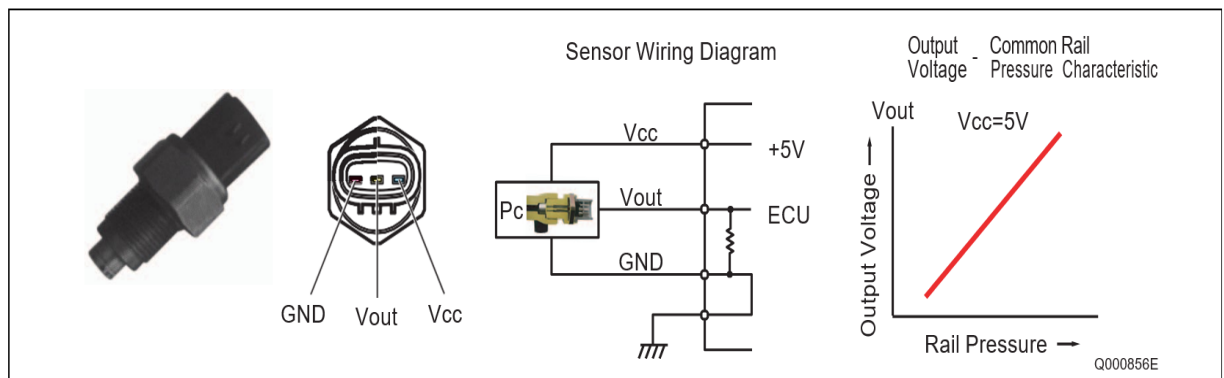 Sensor Wiring Diagram
GND
Vout
Vcc
Vcc
+5V
Pc
Vout
ECU
GND
Output Voltage - Common Rail Pressure Characteristic
Vout
Vcc=5V
Output Voltage →
Rail Pressure →
Q000856E